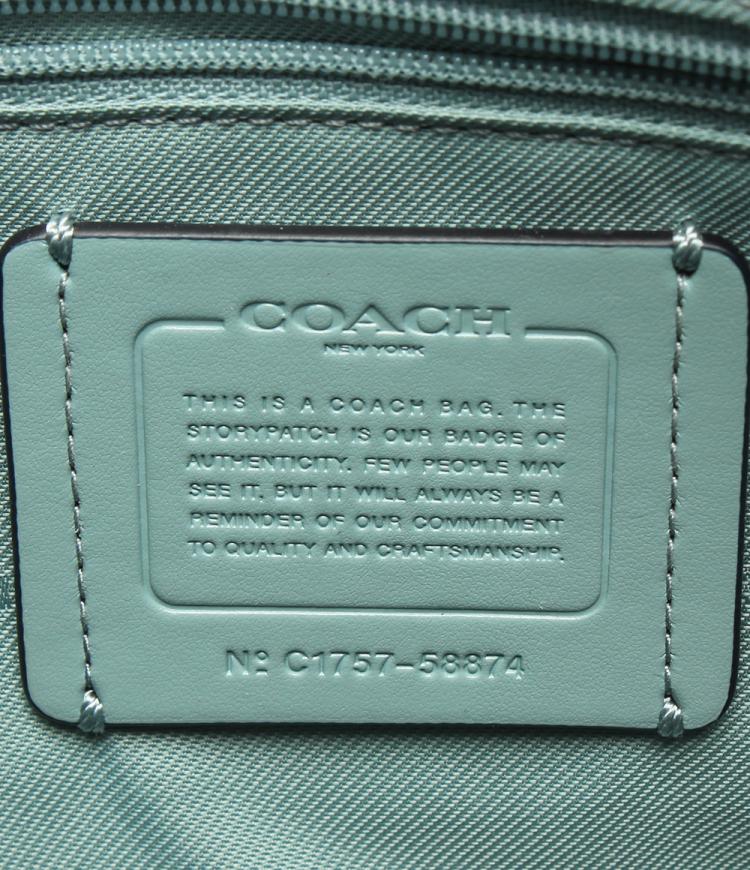 COACH
NEW YORK
THIS IS A COACH BAG. THE
STORYPATCH IS OUR BADGE OF
AUTHENTICITY. FEW PEOPLE MAY
SEE IT, BUT IT WILL ALWAYS BE A
REMINDER OF OUR COMMITMENT
TO QUALITY AND CRAFTSMANSHIP.
Nº C1757-58874